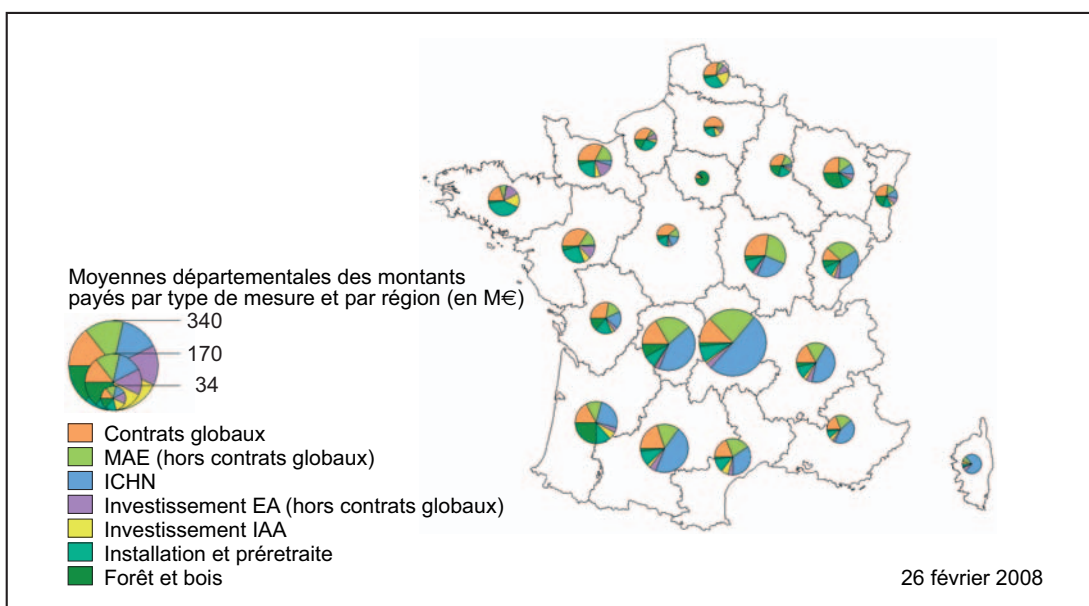 Moyennes départementales des montants
payés par type de mesure et par région (en M€)
340
170
34
Contrats globaux
MAE (hors contrats globaux)
ICHN
Investissement EA (hors contrats globaux)
Investissement IAA
Installation et préretraite
Forêt et bois
26 février 2008